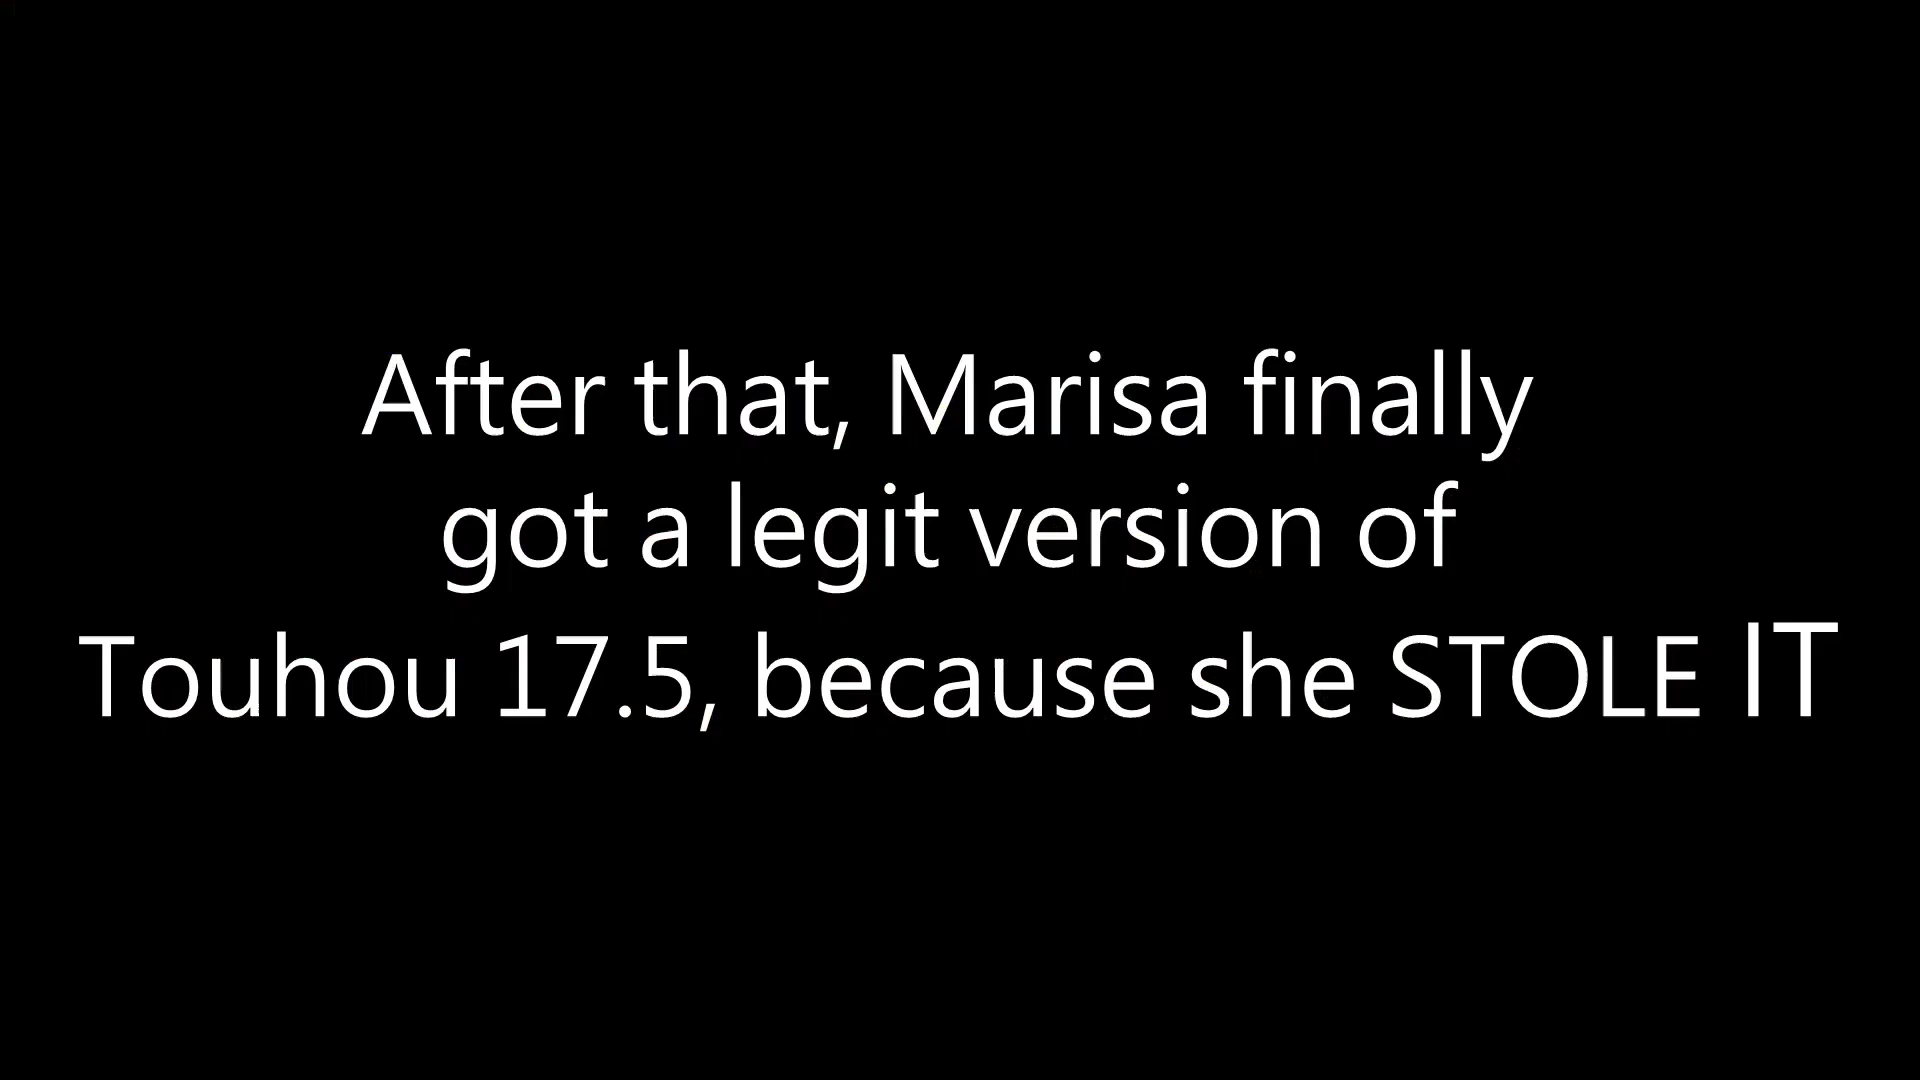 After that, Marisa finally
got a legit version of
Touhou 17.5, because she STOLE IT